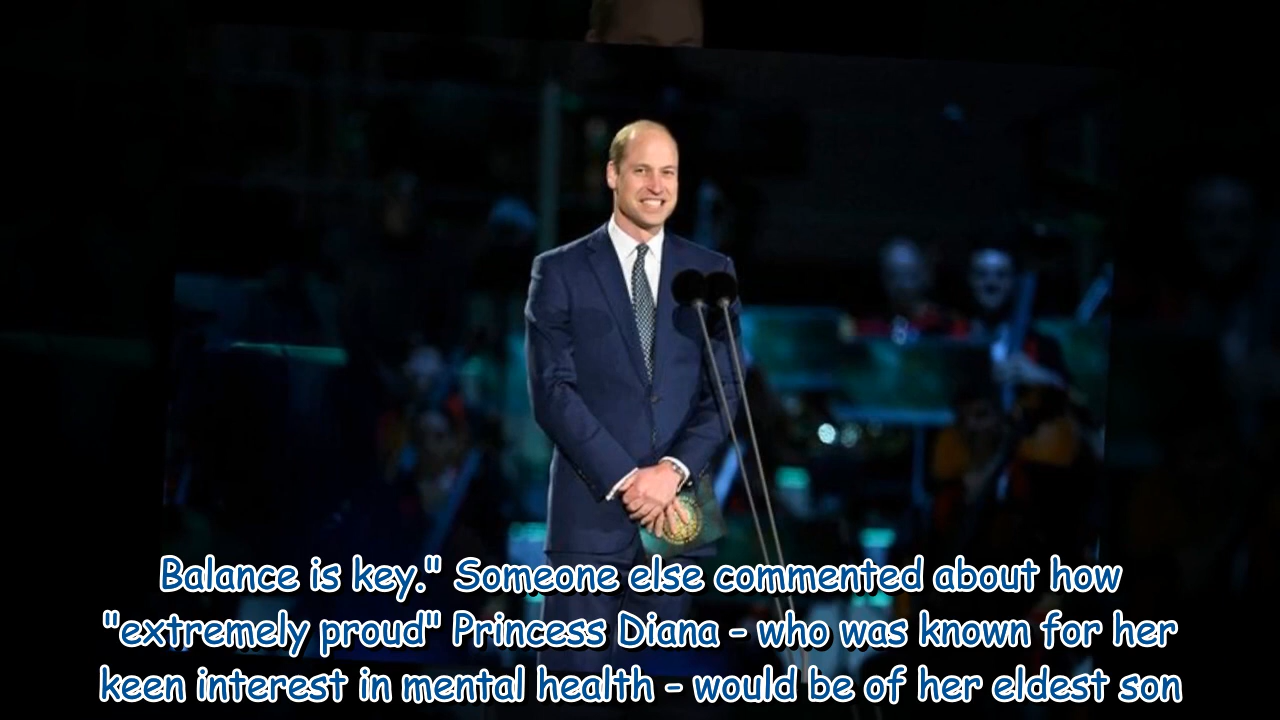 Balance is key." Someone else commented about how
"extremely proud" Princess Diana - who was known for her
keen interest in mental health - would be of her eldest son